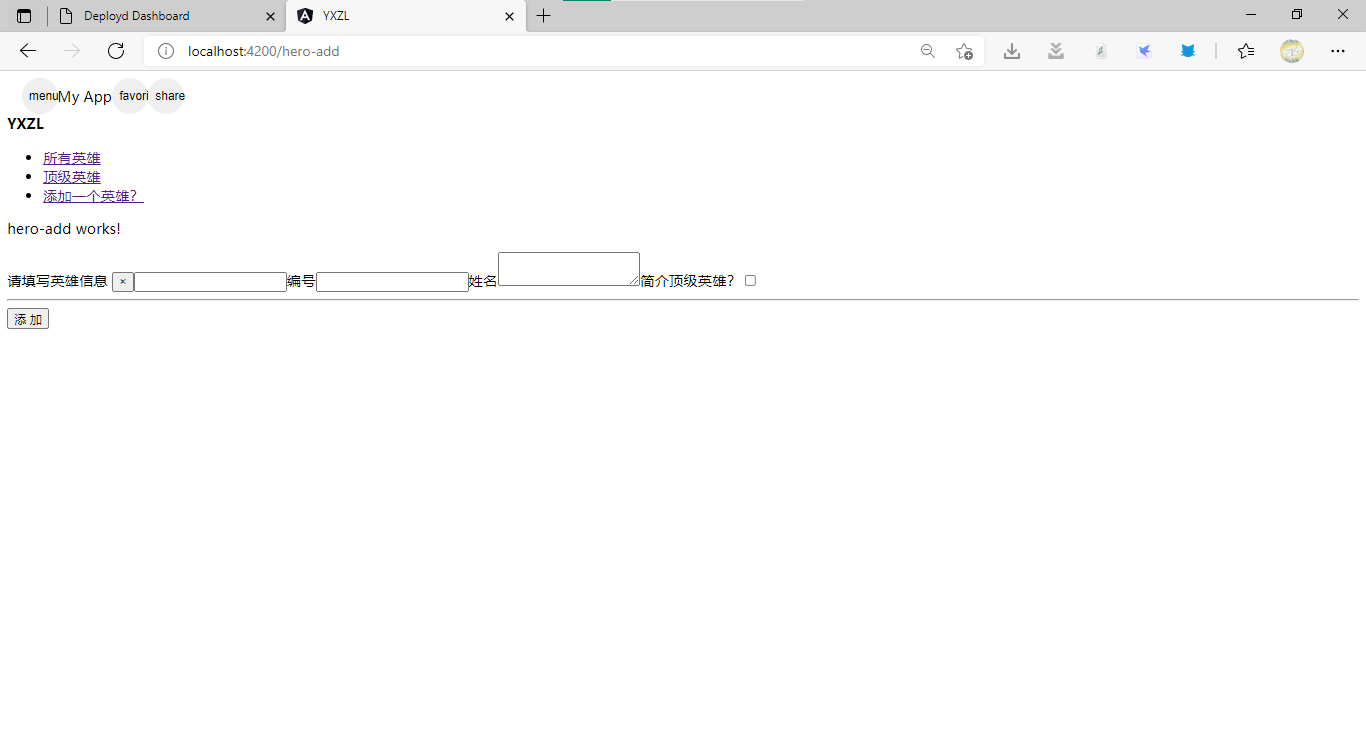 Deployd Dashboard
YXZL
localhost:4200/hero-add
menu My App favori share
YXZL
所有英雄
顶级英雄
添加一个英雄？
hero-add works!
请填写英雄信息 × 编号 姓名 简介顶级英雄？
添 加